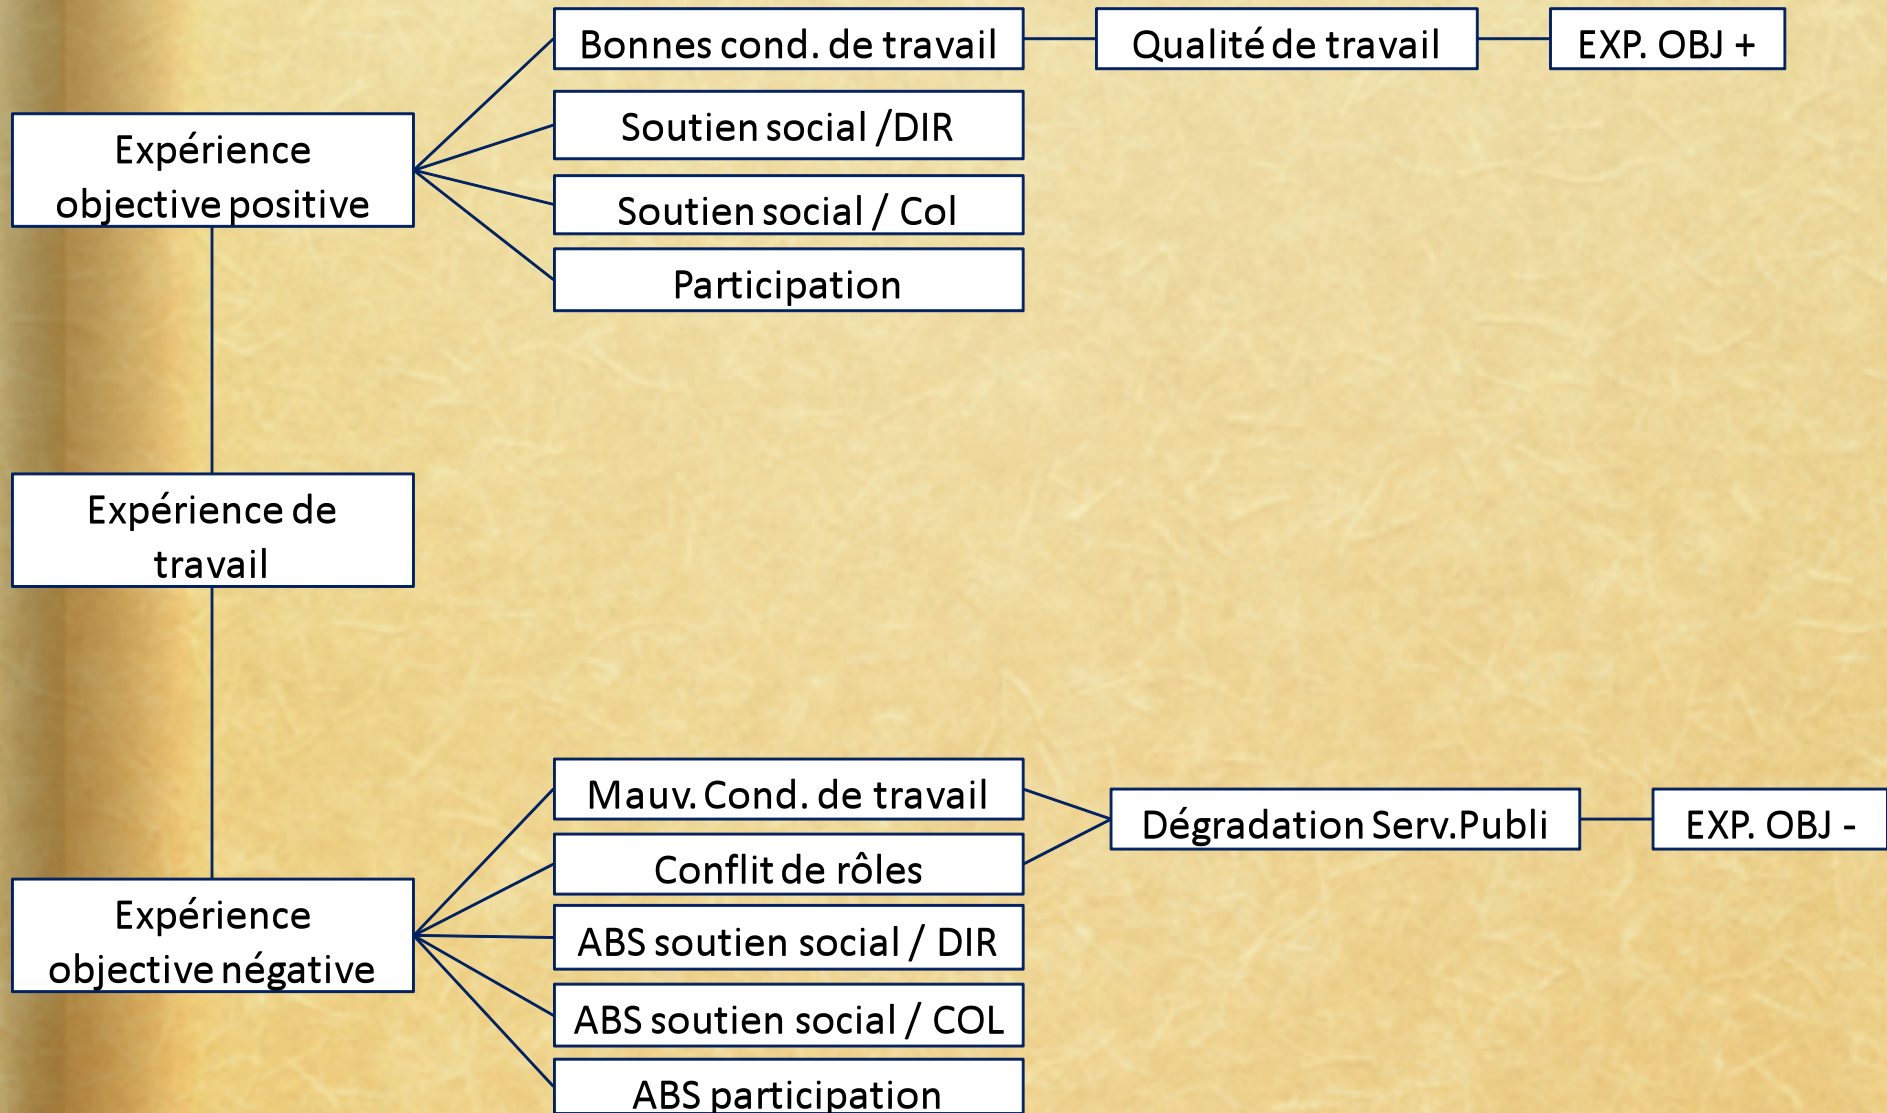 Bonnes cond. de travail
Qualité de travail
EXP. OBJ +
Soutien social /DIR
Expérience
objective positive
Soutien social / Col
Participation
Expérience de
travail
Mauv. Cond. de travail
Dégradation Serv.Publi
EXP. OBJ -
Conflit de rôles
Expérience
objective négative
ABS soutien social / DIR
ABS soutien social / COL
ABS participation